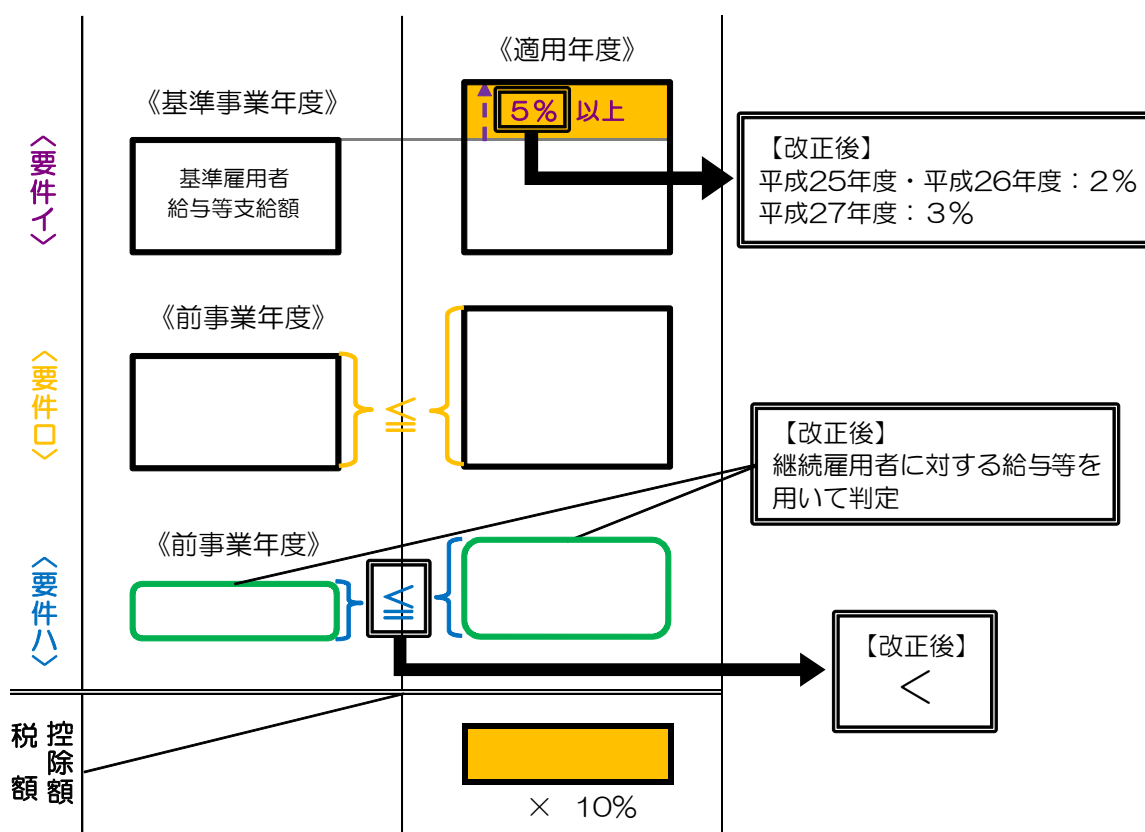 《適用年度》
《基準事業年度》
5% 以上
〈要件イ〉
基準雇用者
給与等支給額
【改正後】
平成25年度・平成26年度：2％
平成27年度：3％
《前事業年度》
〈要件ロ〉
≦
【改正後】
継続雇用者に対する給与等を
用いて判定
《前事業年度》
〈要件ハ〉
≦
【改正後】
＜
控除額
税額
× 10%